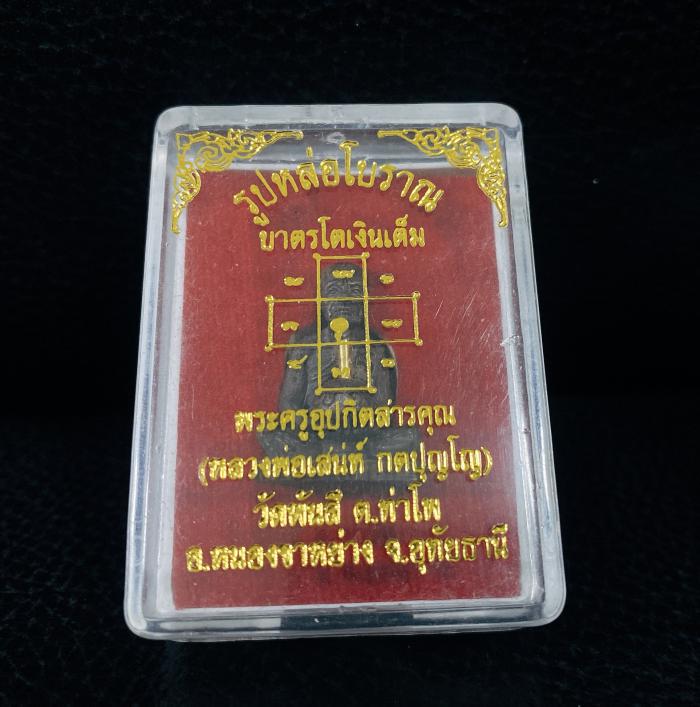 รูปหล่อโบราณ
บาตรโตเงินเต็ม
พระครูอุปกิตสารคุณ
(หลวงพ่อเสน่ห์ กตปุญโญ)
วัดพันสี ต.ท่าโพ
อ.หนองขาหย่าง จ.อุทัยธานี